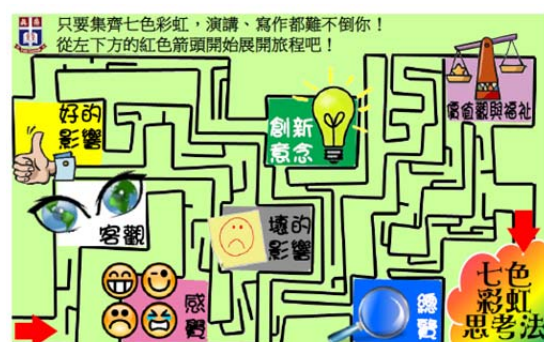 只要集齊七色彩虹，演講、寫作都難不倒你！
從左下方的紅色箭頭開始展開旅程吧！
好的
影響
創新
意念
價值觀與福祉
客觀
壞的
影響
感覺
總覽
七色
彩虹
思考法